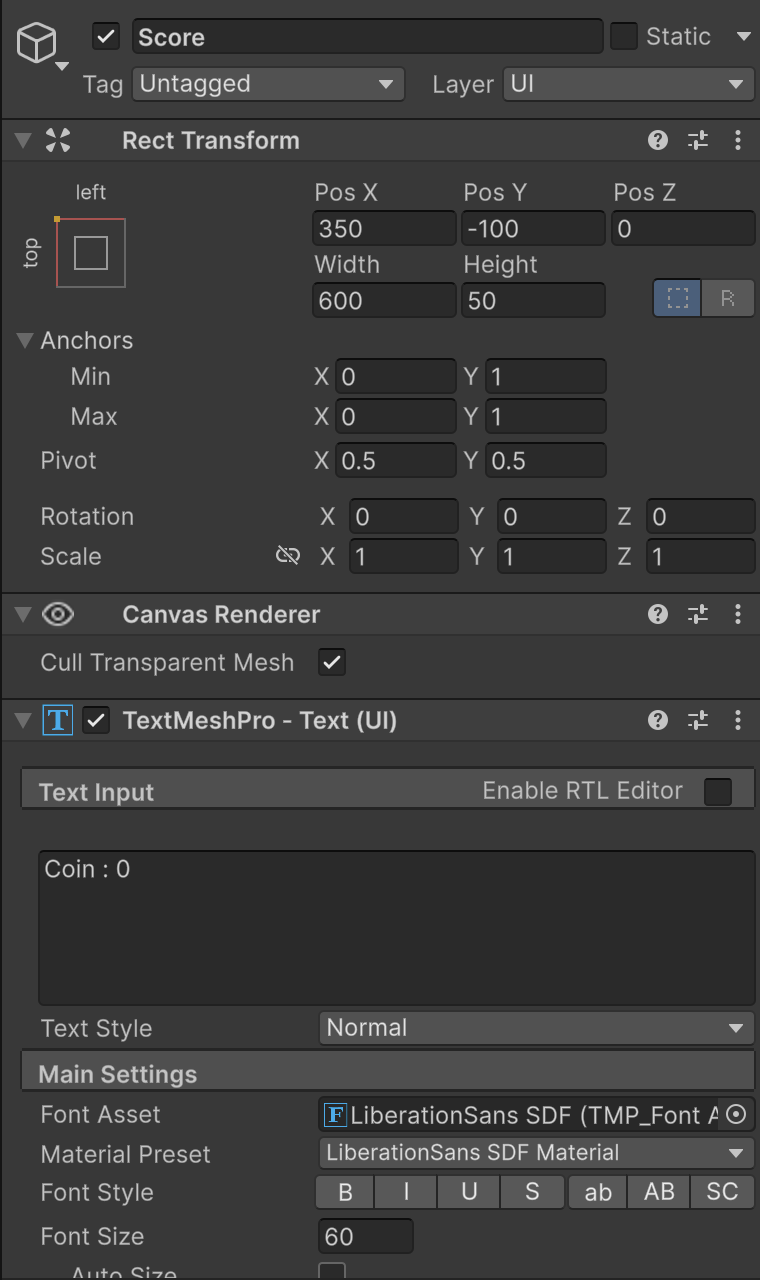 Score Static
Tag Untagged Layer UI
Rect Transform
left Pos X Pos Y Pos Z
top 350 -100 0
Width Height
600 50 R
Anchors
Min X 0 Y 1
Max X 0 Y 1
Pivot X 0.5 Y 0.5
Rotation X 0 Y 0 Z 0
Scale X 1 Y 1 Z 1
Canvas Renderer
Cull Transparent Mesh
T TextMeshPro - Text (UI)
Text Input Enable RTL Editor
Coin : 0
Text Style Normal
Main Settings
Font Asset F LiberationSans SDF (TMP_Font A
Material Preset LiberationSans SDF Material
Font Style B I U S ab AB SC
Font Size 60
Auto Size